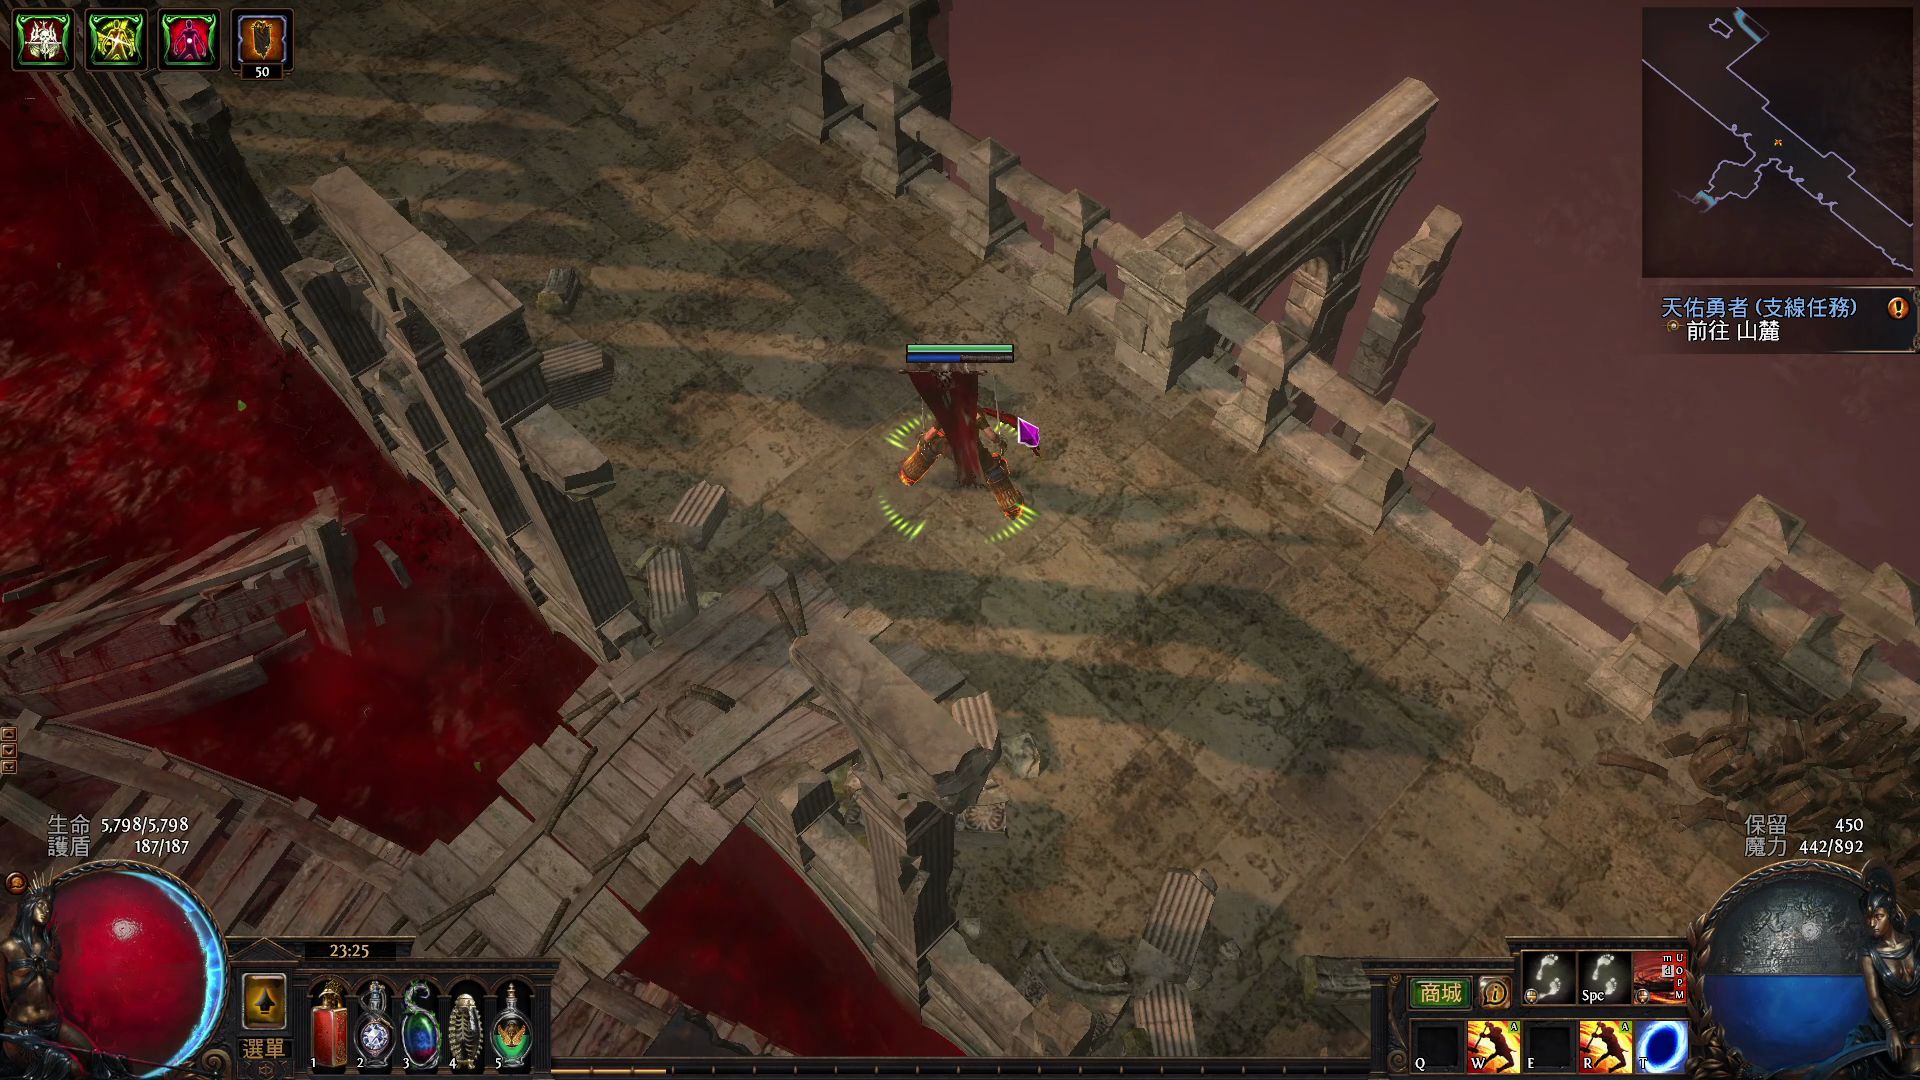 50
天佑勇者 (支線任務)
前往 山麓
生命 5,798/5,798
護盾 187/187
保留 450
魔力 442/892
23:25
選單
1 2 3 4 5
商城
Spc
m U
d O
P
M
A A
Q W E R T